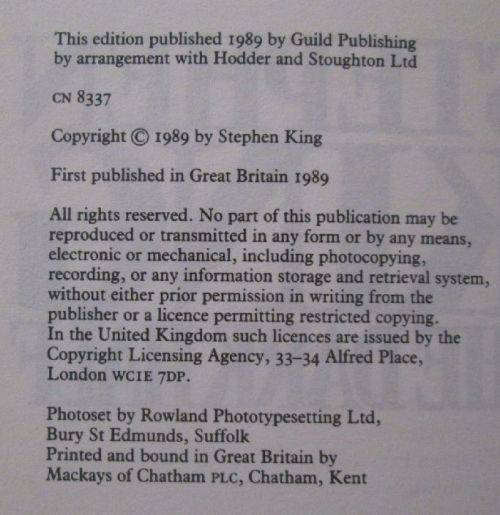 This edition published 1989 by Guild Publishing
by arrangement with Hodder and Stoughton Ltd
CN 8337
Copyright © 1989 by Stephen King
First published in Great Britain 1989
All rights reserved. No part of this publication may be
reproduced or transmitted in any form or by any means,
electronic or mechanical, including photocopying,
recording, or any information storage and retrieval system,
without either prior permission in writing from the
publisher or a licence permitting restricted copying.
In the United Kingdom such licences are issued by the
Copyright Licensing Agency, 33–34 Alfred Place,
London WC1E 7DP.
Photoset by Rowland Phototypesetting Ltd,
Bury St Edmunds, Suffolk
Printed and bound in Great Britain by
Mackays of Chatham PLC, Chatham, Kent